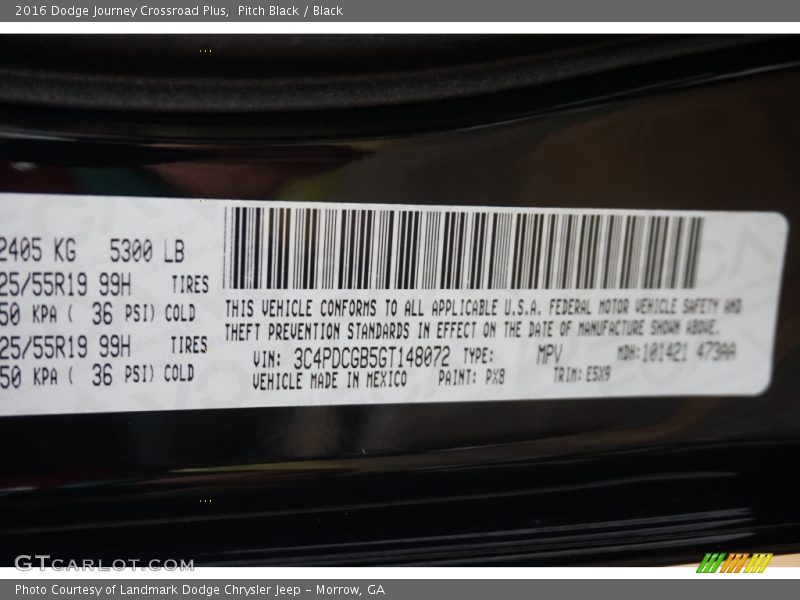 2016 Dodge Journey Crossroad Plus, Pitch Black / Black
2405 KG 5300 LB
25/55R19 99H TIRES
50 KPA ( 36 PSI) COLD
25/55R19 99H TIRES
50 KPA ( 36 PSI) COLD
THIS VEHICLE CONFORMS TO ALL APPLICABLE U.S.A. FEDERAL MOTOR VEHICLE SAFETY AND
THEFT PREVENTION STANDARDS IN EFFECT ON THE DATE OF MANUFACTURE SHOWN ABOVE.
VIN: 3C4PDCGB5GT148072 TYPE: MPV MDH:101421 473AA
VEHICLE MADE IN MEXICO PAINT: PX8 TRIM: E5X9
GTCARLOT.COM
Photo Courtesy of Landmark Dodge Chrysler Jeep - Morrow, GA